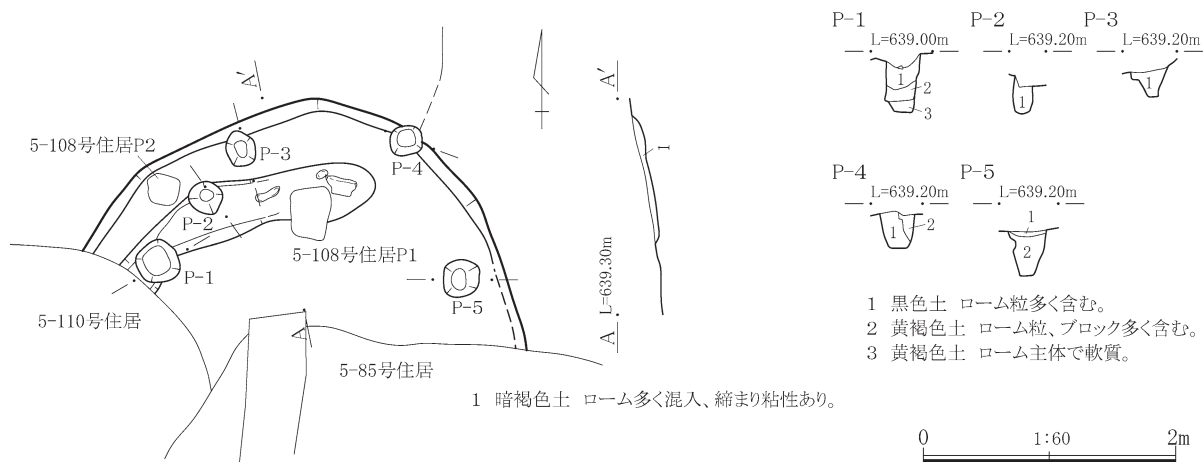 A'
5-108号住居P2
P-3
P-4
P-2
P-1
5-108号住居P1
P-5
5-110号住居
A
5-85号住居
A'
1
L=639.30m
A
1 暗褐色土 ローム多く混入、締まり粘性あり。
P-1
L=639.00m
1
2
3
P-2
L=639.20m
1
P-3
L=639.20m
1
P-4
L=639.20m
1
2
P-5
L=639.20m
1
2
1 黒色土 ローム粒多く含む。
2 黄褐色土 ローム粒、ブロック多く含む。
3 黄褐色土 ローム主体で軟質。
0 1:60 2m